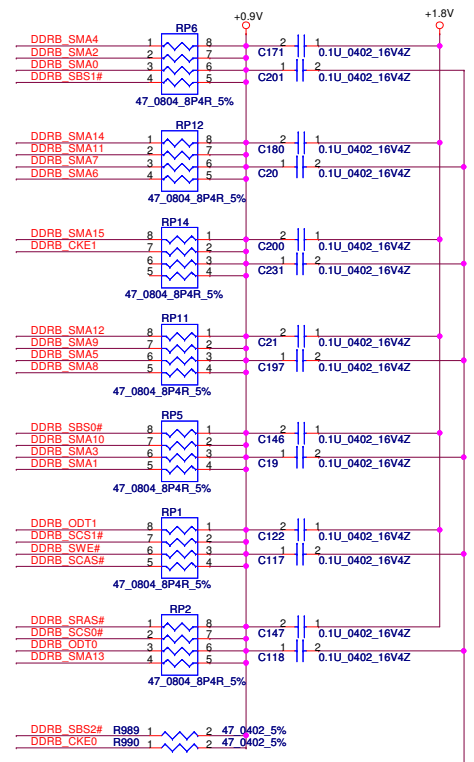 +0.9V +1.8V
RP6
DDRB_SMA4 1 8 2 1
DDRB_SMA2 2 7 C171 0.1U_0402_16V4Z
DDRB_SMA0 3 6 1 2
DDRB_SBS1# 4 5 C201 0.1U_0402_16V4Z
47_0804_8P4R_5%
RP12
DDRB_SMA14 1 8 2 1
DDRB_SMA11 2 7 C180 0.1U_0402_16V4Z
DDRB_SMA7 3 6 1 2
DDRB_SMA6 4 5 C20 0.1U_0402_16V4Z
47_0804_8P4R_5%
RP14
DDRB_SMA15 8 1 2 1
DDRB_CKE1 7 2 C200 0.1U_0402_16V4Z
6 3 1 2
5 4 C231 0.1U_0402_16V4Z
47_0804_8P4R_5%
RP11
DDRB_SMA12 8 1 2 1
DDRB_SMA9 7 2 C21 0.1U_0402_16V4Z
DDRB_SMA5 6 3 1 2
DDRB_SMA8 5 4 C197 0.1U_0402_16V4Z
47_0804_8P4R_5%
RP5
DDRB_SBS0# 8 1 2 1
DDRB_SMA10 7 2 C146 0.1U_0402_16V4Z
DDRB_SMA3 6 3 1 2
DDRB_SMA1 5 4 C19 0.1U_0402_16V4Z
47_0804_8P4R_5%
RP1
DDRB_ODT1 8 1 2 1
DDRB_SCS1# 7 2 C122 0.1U_0402_16V4Z
DDRB_SWE# 6 3 1 2
DDRB_SCAS# 5 4 C117 0.1U_0402_16V4Z
47_0804_8P4R_5%
RP2
DDRB_SRAS# 1 8 2 1
DDRB_SCS0# 2 7 C147 0.1U_0402_16V4Z
DDRB_ODT0 3 6 1 2
DDRB_SMA13 4 5 C118 0.1U_0402_16V4Z
47_0804_8P4R_5%
DDRB_SBS2# R989 1 2 47_0402_5%
DDRB_CKE0 R990 1 2 47_0402_5%